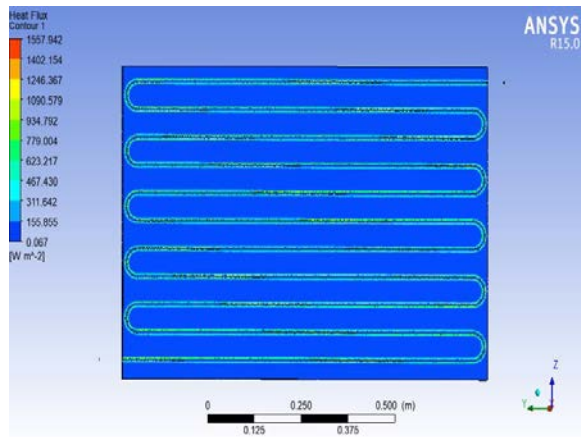 Heat Flux
Contour 1
1557.942
1402.154
1246.367
1090.579
934.792
779.004
623.217
467.430
311.642
155.855
0.067
[W m^-2]
ANSYS
R15.0
0 0.250 0.500 (m)
0.125 0.375
Z
Y